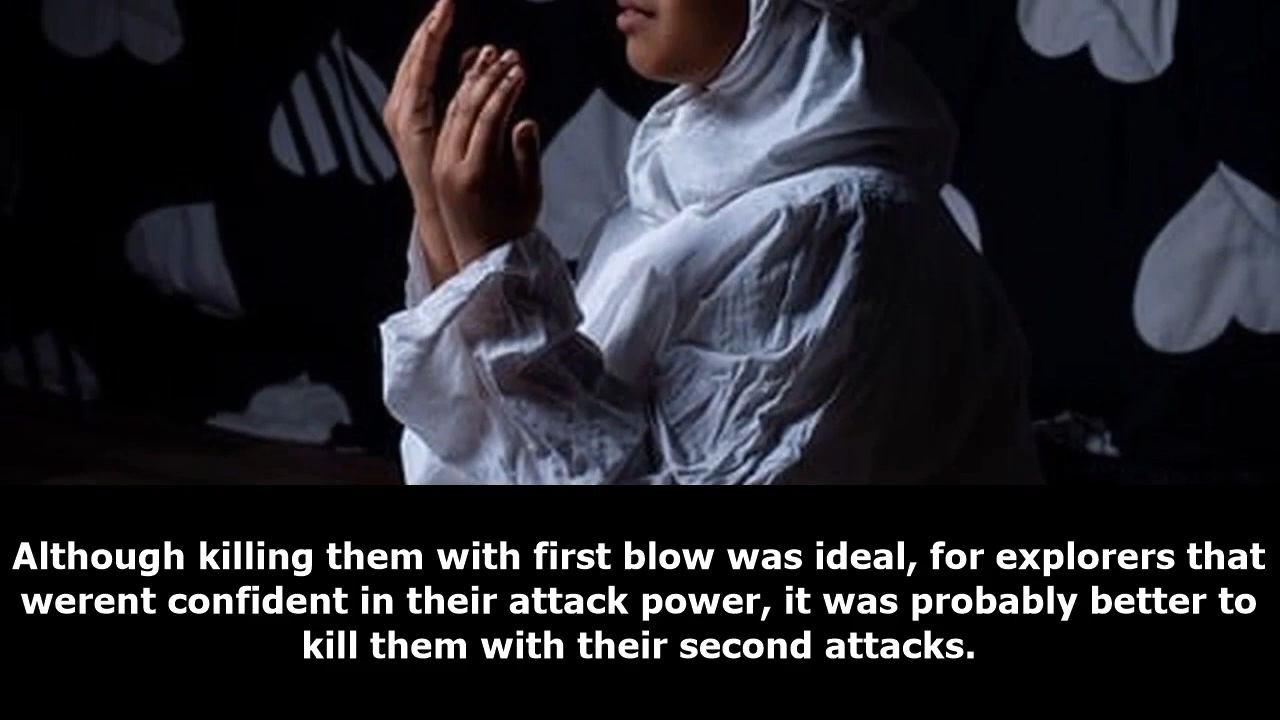 Although killing them with first blow was ideal, for explorers that
werent confident in their attack power, it was probably better to
kill them with their second attacks.